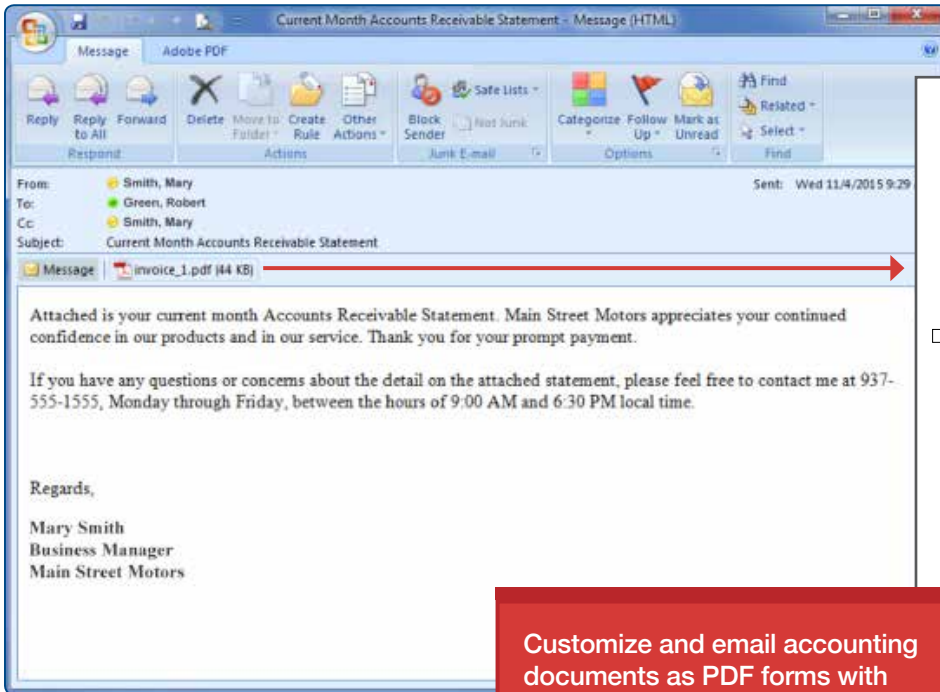 Current Month Accounts Receivable Statement - Message (HTML)
Message Adobe PDF
Reply Reply to All Forward Delete Move to Folder Create Rule Other Actions Block Sender Safe Lists Not Junk Categorize Follow Up Mark as Unread Find Related Select
Respond Actions Junk E-mail Options Find
From: Smith, Mary Sent: Wed 11/4/2015 9:29
To: Green, Robert
Cc: Smith, Mary
Subject: Current Month Accounts Receivable Statement
Message invoice_1.pdf (44 KB)
Attached is your current month Accounts Receivable Statement. Main Street Motors appreciates your continued
confidence in our products and in our service. Thank you for your prompt payment.
If you have any questions or concerns about the detail on the attached statement, please feel free to contact me at 937-
555-1555, Monday through Friday, between the hours of 9:00 AM and 6:30 PM local time.
Regards,
Mary Smith
Business Manager
Main Street Motors
Customize and email accounting
documents as PDF forms with